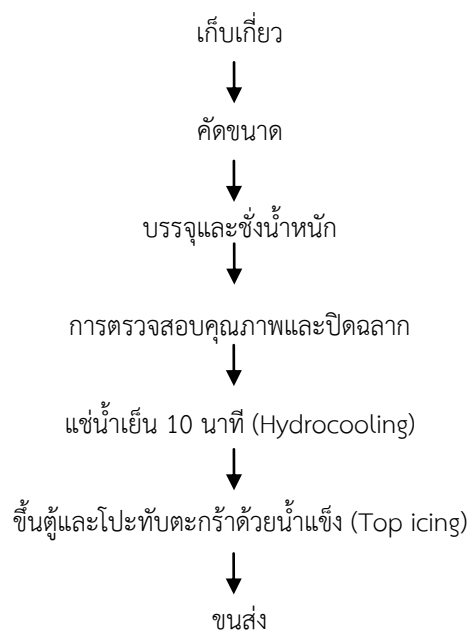 เก็บเกี่ยว
คัดขนาด
บรรจุและชั่งน้ำหนัก
การตรวจสอบคุณภาพและปิดฉลาก
แช่น้ำเย็น 10 นาที (Hydrocooling)
ขึ้นตู้และโปะทับตะกร้าด้วยน้ำแข็ง (Top icing)
ขนส่ง